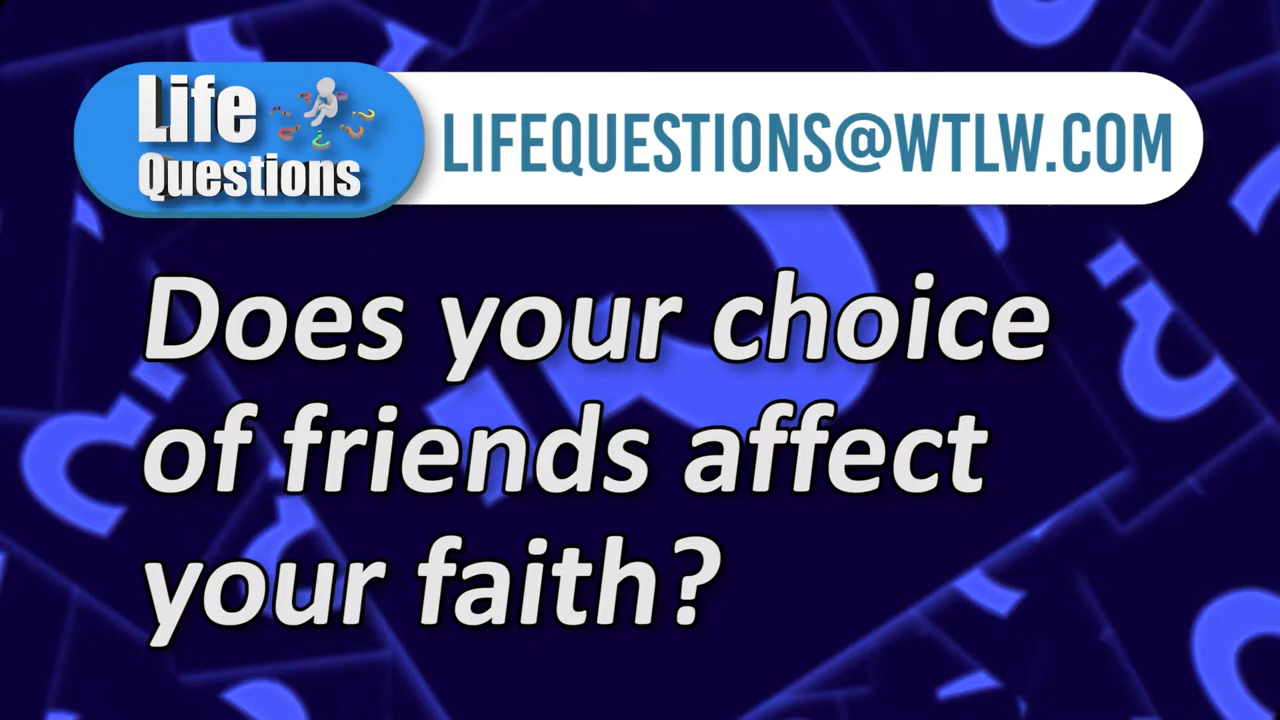 Life
Questions
LIFEQUESTIONS@WTLW.COM
Does your choice
of friends affect
your faith?